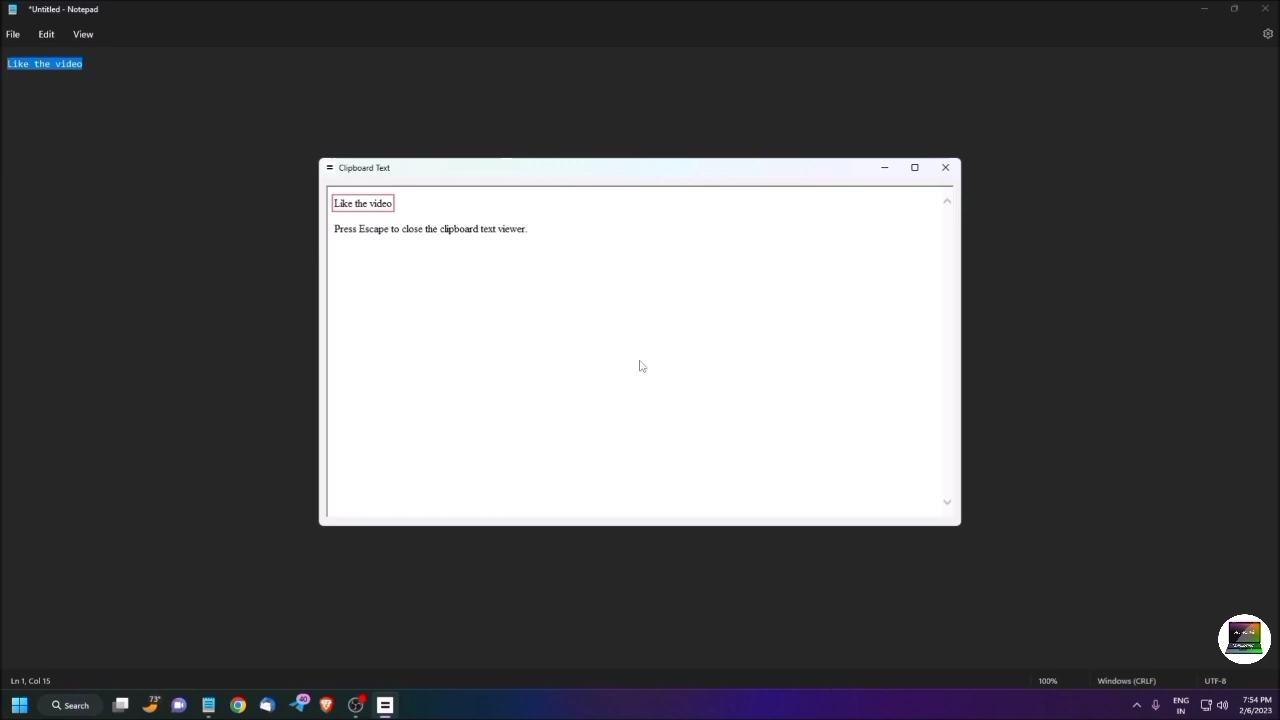 *Untitled - Notepad
File Edit View
Like the video
Clipboard Text
Like the video
Press Escape to close the clipboard text viewer.
Ln 1, Col 15 100% Windows (CRLF) UTF-8
73° Search 40 ENG 7:54 PM
IN 2/6/2023